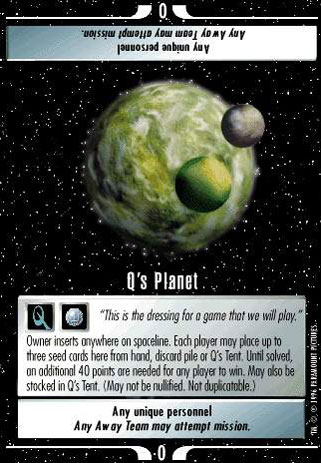 0
Any Away Team may attempt mission.
Any unique personnel
Q's Planet
"This is the dressing for a game that we will play."
Owner inserts anywhere on spaceline. Each player may place up
to three seed cards here from hand, discard pile or Q's Tent. Until solved,
an additional 40 points are needed for any player to win. May also be
stocked in Q's Tent. (May not be nullified. Not duplicatable.)
Any unique personnel
Any Away Team may attempt mission.
0
TM, ®, © 1996 PARAMOUNT PICTURES.